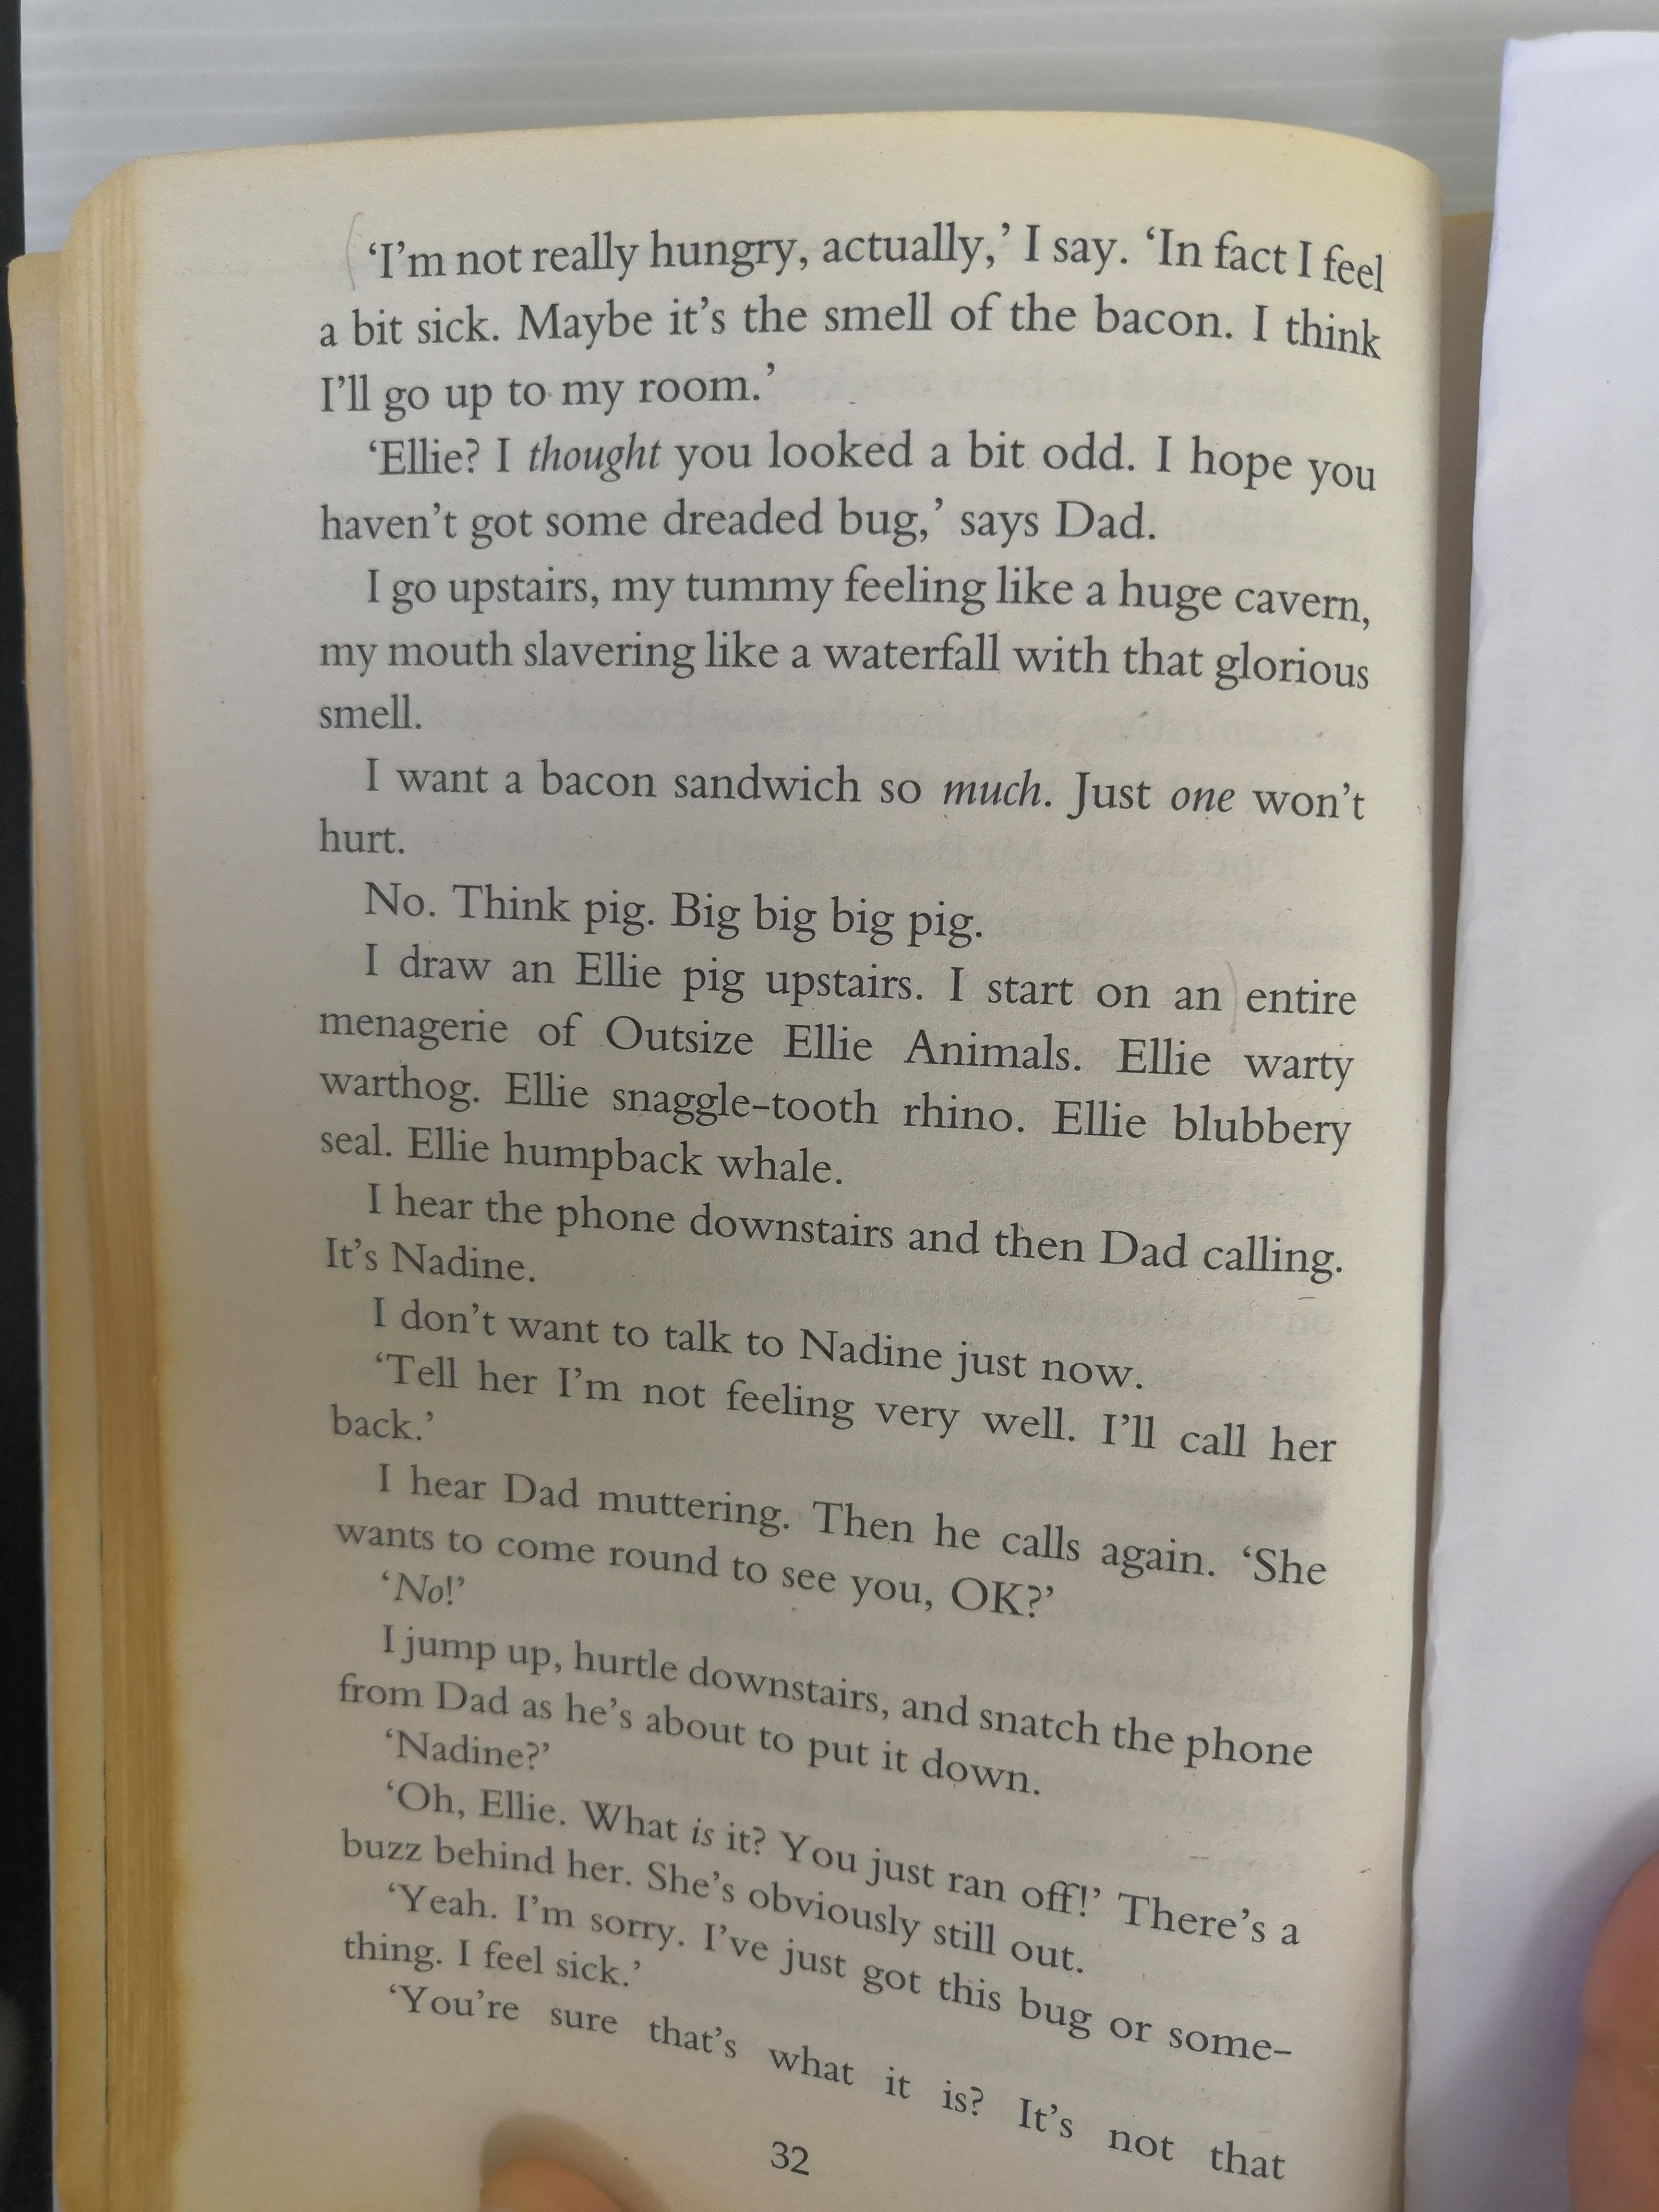 ‘I’m not really hungry, actually,’ I say. ‘In fact I feel
a bit sick. Maybe it’s the smell of the bacon. I think
I’ll go up to my room.’
‘Ellie? I thought you looked a bit odd. I hope you
haven’t got some dreaded bug,’ says Dad.
I go upstairs, my tummy feeling like a huge cavern,
my mouth slavering like a waterfall with that glorious
smell.
I want a bacon sandwich so much. Just one won’t
hurt.
No. Think pig. Big big big pig.
I draw an Ellie pig upstairs. I start on an entire
menagerie of Outsize Ellie Animals. Ellie warty
warthog. Ellie snaggle-tooth rhino. Ellie blubbery
seal. Ellie humpback whale.
I hear the phone downstairs and then Dad calling.
It’s Nadine.
I don’t want to talk to Nadine just now.
‘Tell her I’m not feeling very well. I’ll call her
back.’
I hear Dad muttering. Then he calls again. ‘She
wants to come round to see you, OK?’
‘No!’
I jump up, hurtle downstairs, and snatch the phone
from Dad as he’s about to put it down.
‘Nadine?’
‘Oh, Ellie. What is it? You just ran off!’ There’s a
buzz behind her. She’s obviously still out.
‘Yeah. I’m sorry. I’ve just got this bug or some-
thing. I feel sick.’
‘You’re sure that’s what it is? It’s not that
32